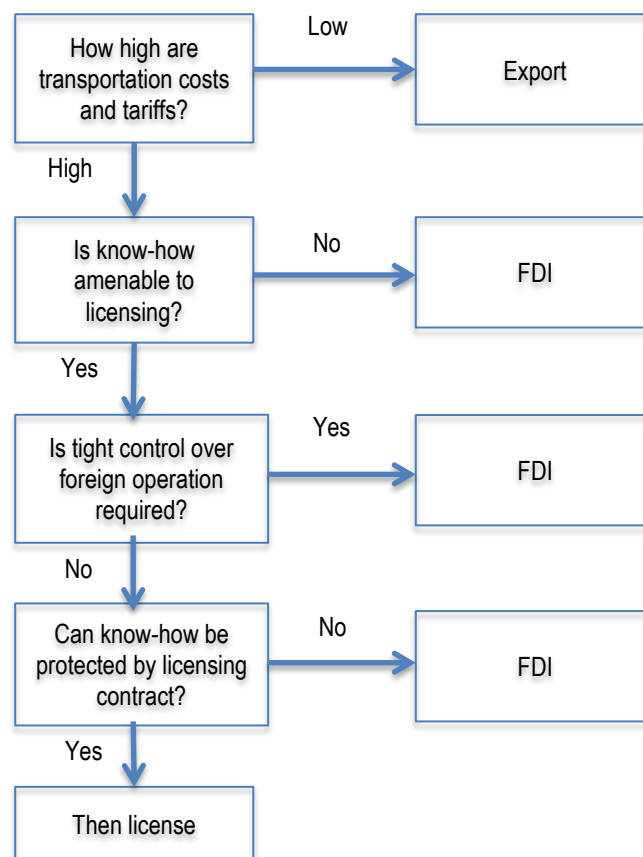 How high are
transportation costs
and tariffs?
Low
Export
High
Is know-how
amenable to
licensing?
No
FDI
Yes
Is tight control over
foreign operation
required?
Yes
FDI
No
Can know-how be
protected by licensing
contract?
No
FDI
Yes
Then license